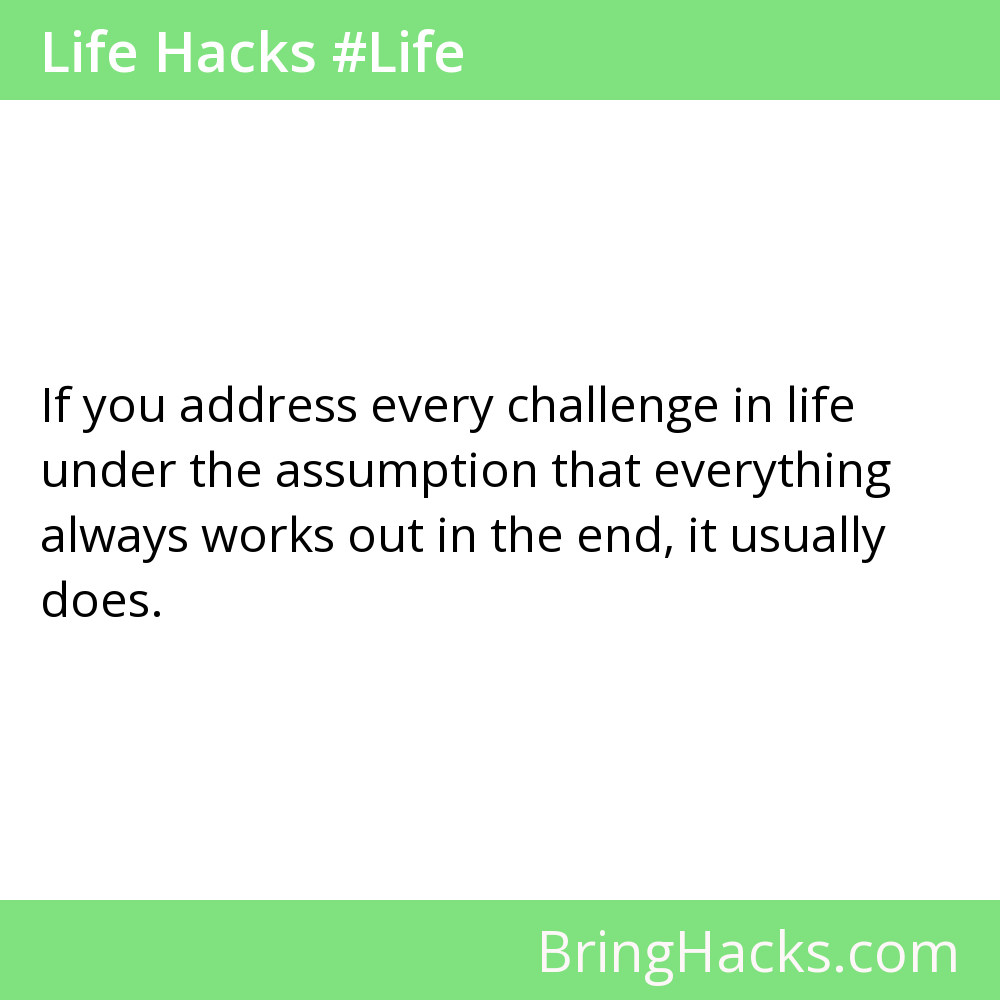 Life Hacks #Life
If you address every challenge in life
under the assumption that everything
always works out in the end, it usually
does.
BringHacks.com